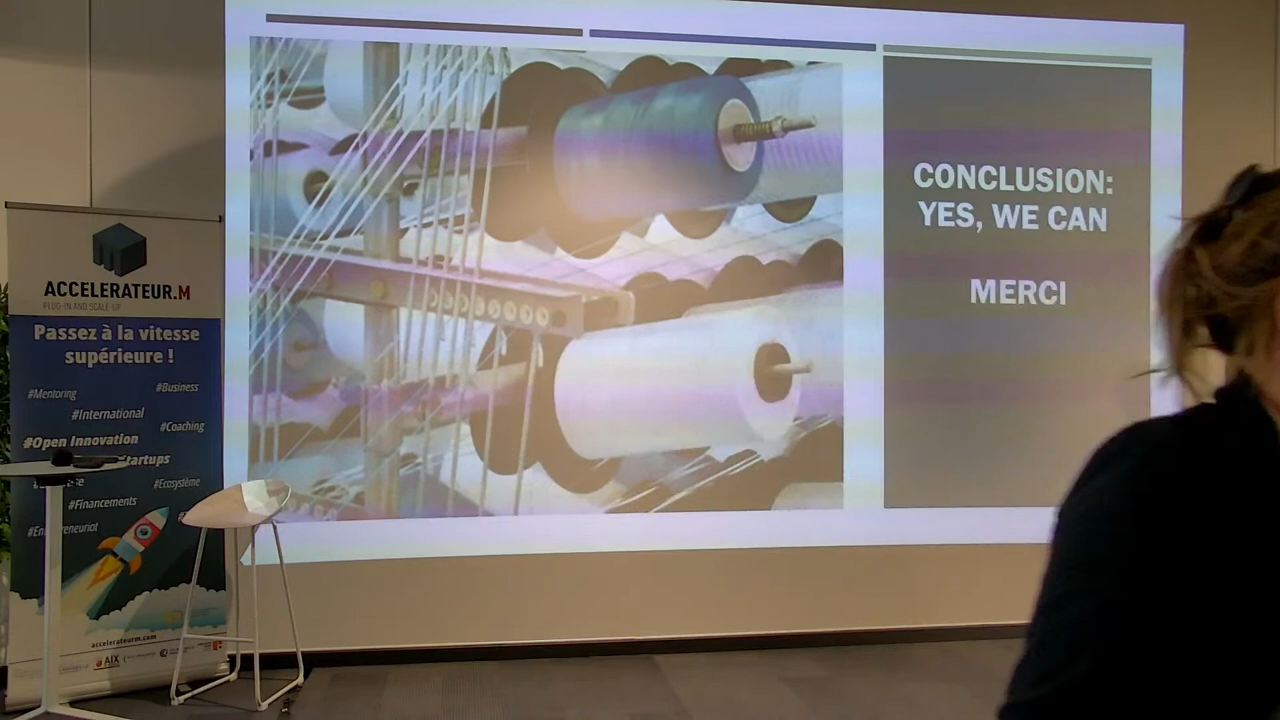 CONCLUSION:
YES, WE CAN
MERCI
ACCELERATEUR.M
PLUG-IN AND SCALE-UP
Passez à la vitesse
supérieure !
#Mentoring
#Business
#International
#Coaching
#Open Innovation
#Ecosystème
#Financements
accelerateurm.com
AIX